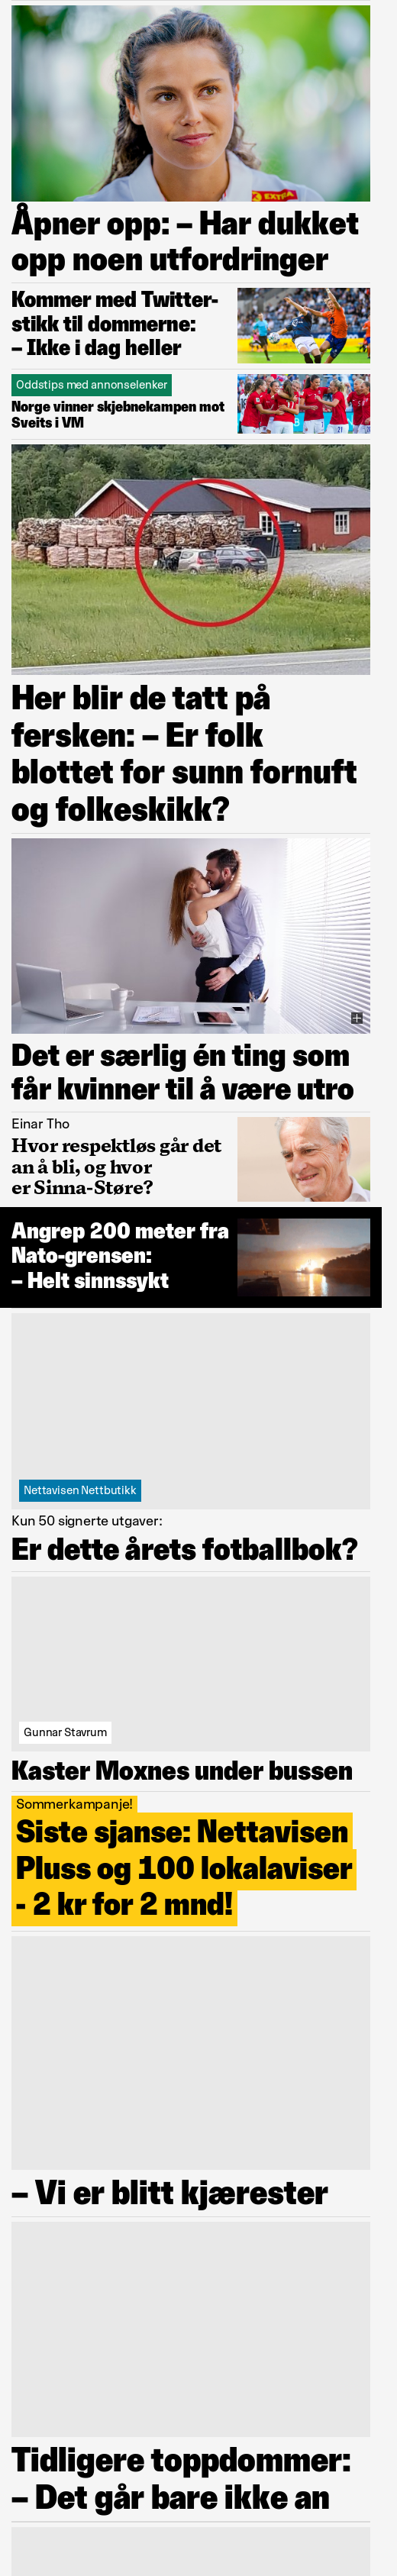 EXTRA
Åpner opp: – Har dukket
opp noen utfordringer
Kommer med Twitter-
stikk til dommerne:
– Ikke i dag heller
Oddstips med annonselenker
Norge vinner skjebnekampen mot
Sveits i VM
Her blir de tatt på
fersken: – Er folk
blottet for sunn fornuft
og folkeskikk?
Det er særlig én ting som
får kvinner til å være utro
Einar Tho
Hvor respektløs går det
an å bli, og hvor
er Sinna-Støre?
Angrep 200 meter fra
Nato-grensen:
– Helt sinnssykt
Nettavisen Nettbutikk
Kun 50 signerte utgaver:
Er dette årets fotballbok?
Gunnar Stavrum
Kaster Moxnes under bussen
Sommerkampanje!
Siste sjanse: Nettavisen
Pluss og 100 lokalaviser
- 2 kr for 2 mnd!
– Vi er blitt kjærester
Tidligere toppdommer:
– Det går bare ikke an